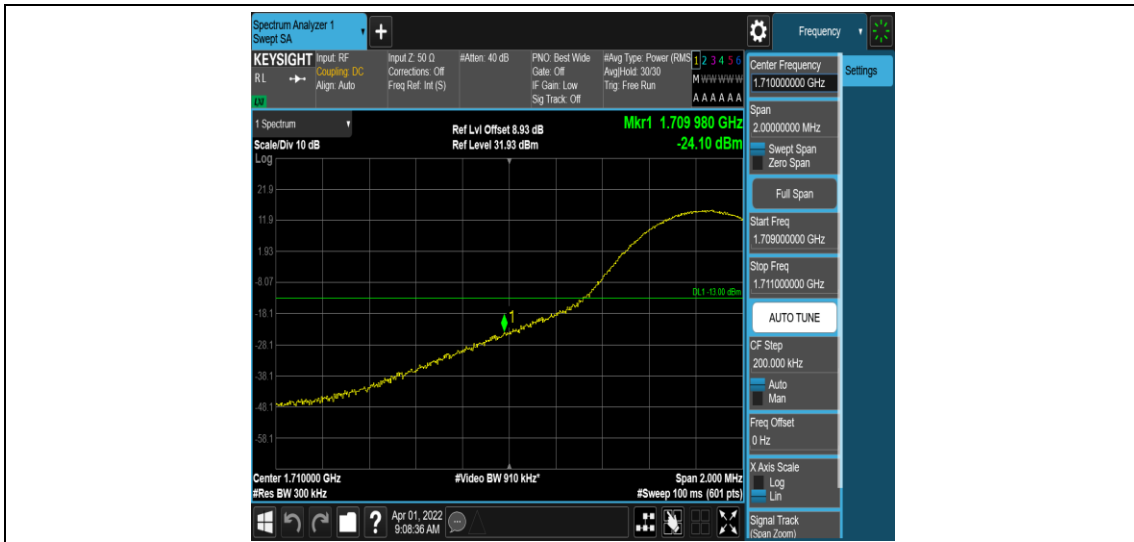 Spectrum Analyzer 1
Swept SA
+
Frequency
KEYSIGHT
RL
LXI
Input: RF
Coupling: DC
Align: Auto
Input Z: 50 Ω
Corrections: Off
Freq Ref: Int (S)
#Atten: 40 dB
PNO: Best Wide
Gate: Off
IF Gain: Low
Sig Track: Off
#Avg Type: Power (RMS
Avg|Hold: 30/30
Trig: Free Run
1 2 3 4 5 6
M W W W W W
A A A A A A
1 Spectrum
Scale/Div 10 dB
Log
Ref Lvl Offset 8.93 dB
Ref Level 31.93 dBm
Mkr1 1.709 980 GHz
-24.10 dBm
21.9
11.9
1.93
-8.07
-18.1
-28.1
-38.1
-48.1
-58.1
DL1 -13.00 dBm
1
Center 1.710000 GHz
#Res BW 300 kHz
#Video BW 910 kHz*
Span 2.000 MHz
#Sweep 100 ms (601 pts)
?
Apr 01, 2022
9:08:36 AM
Center Frequency
1.710000000 GHz
Settings
Span
2.00000000 MHz
Swept Span
Zero Span
Full Span
Start Freq
1.709000000 GHz
Stop Freq
1.711000000 GHz
AUTO TUNE
CF Step
200.000 kHz
Auto
Man
Freq Offset
0 Hz
X Axis Scale
Log
Lin
Signal Track
(Span Zoom)